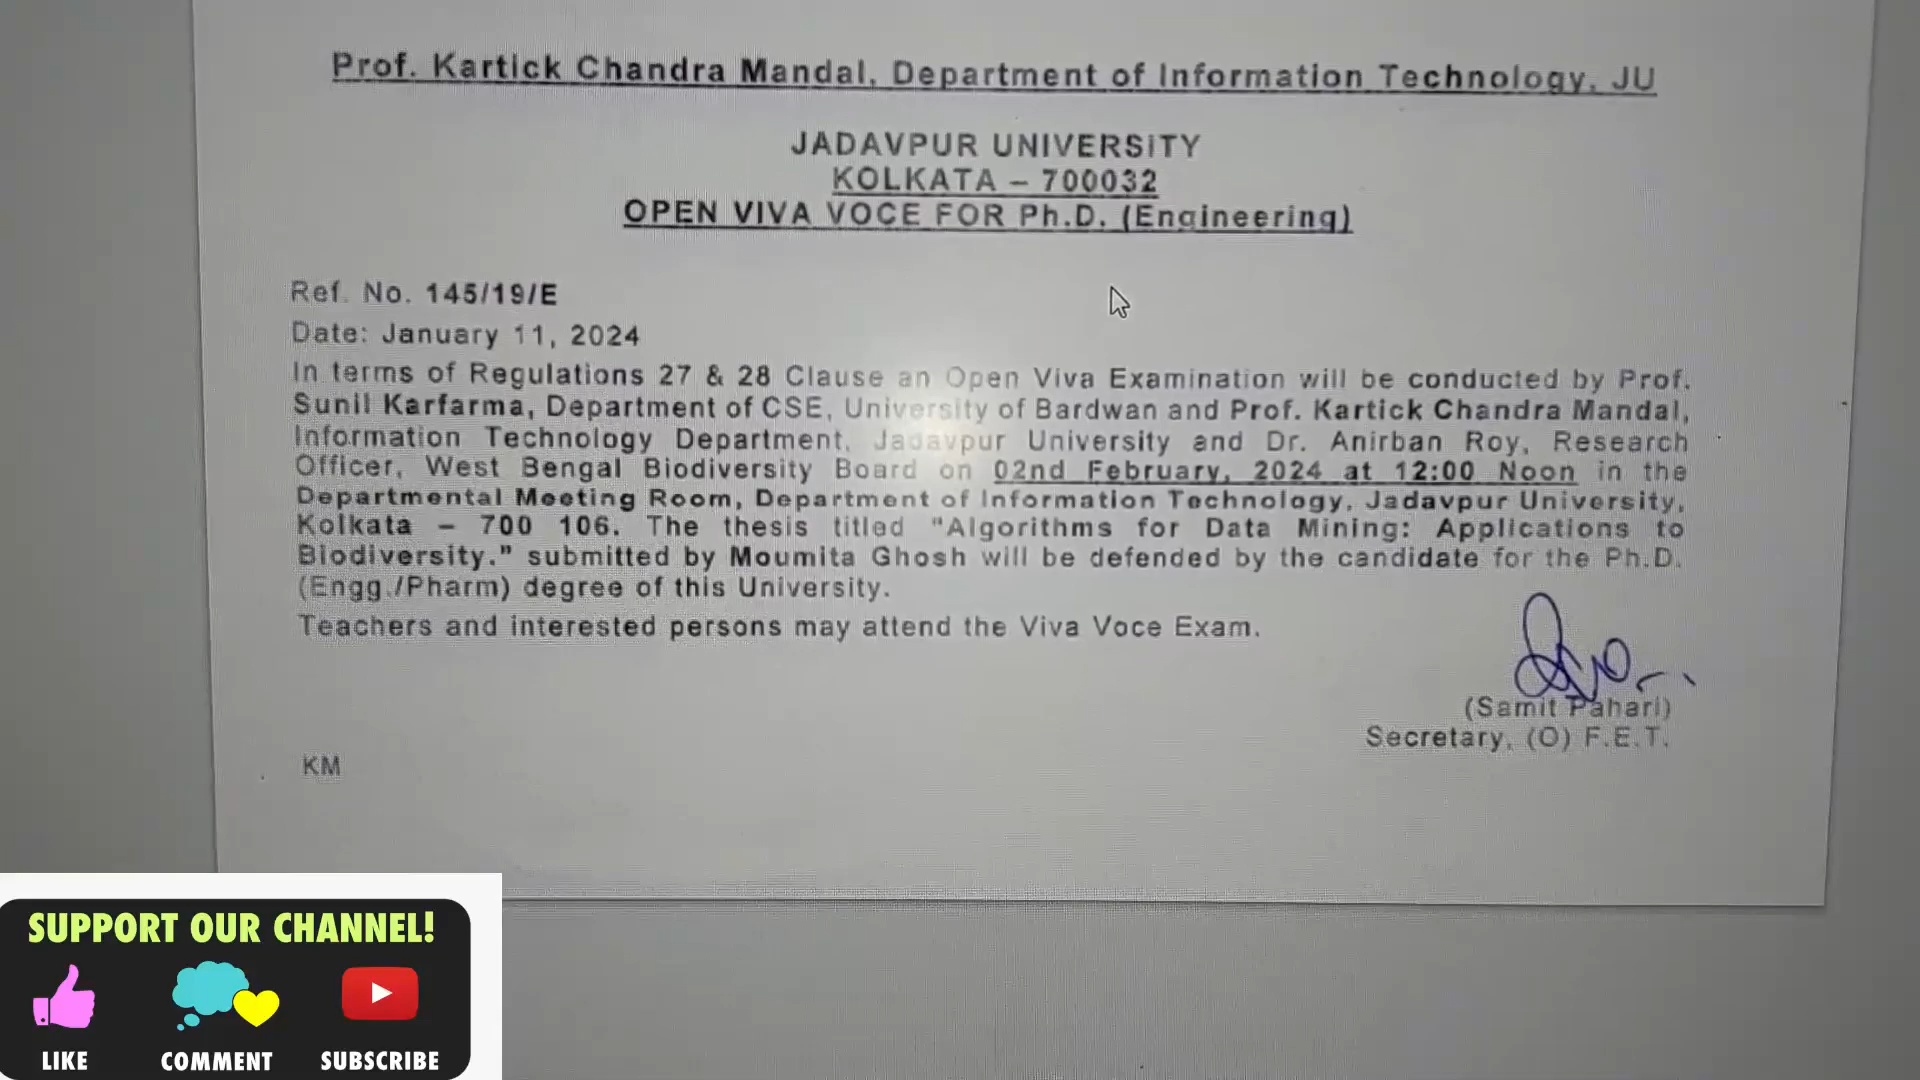 Prof. Kartick Chandra Mandal, Department of Information Technology, JU
JADAVPUR UNIVERSITY
KOLKATA – 700032
OPEN VIVA VOCE FOR Ph.D. (Engineering)
Ref. No. 145/19/E
Date: January 11, 2024
In terms of Regulations 27 & 28 Clause an Open Viva Examination will be conducted by Prof.
Sunil Karfarma, Department of CSE, University of Bardwan and Prof. Kartick Chandra Mandal,
Information Technology Department, Jadavpur University and Dr. Anirban Roy, Research
Officer, West Bengal Biodiversity Board on 02nd February, 2024 at 12:00 Noon in the
Departmental Meeting Room, Department of Information Technology, Jadavpur University,
Kolkata – 700 106. The thesis titled "Algorithms for Data Mining: Applications to
Biodiversity." submitted by Moumita Ghosh will be defended by the candidate for the Ph.D.
(Engg./Pharm) degree of this University.
Teachers and interested persons may attend the Viva Voce Exam.
(Samit Pahari)
Secretary, (O) F.E.T.
KM
SUPPORT OUR CHANNEL!
LIKE COMMENT SUBSCRIBE